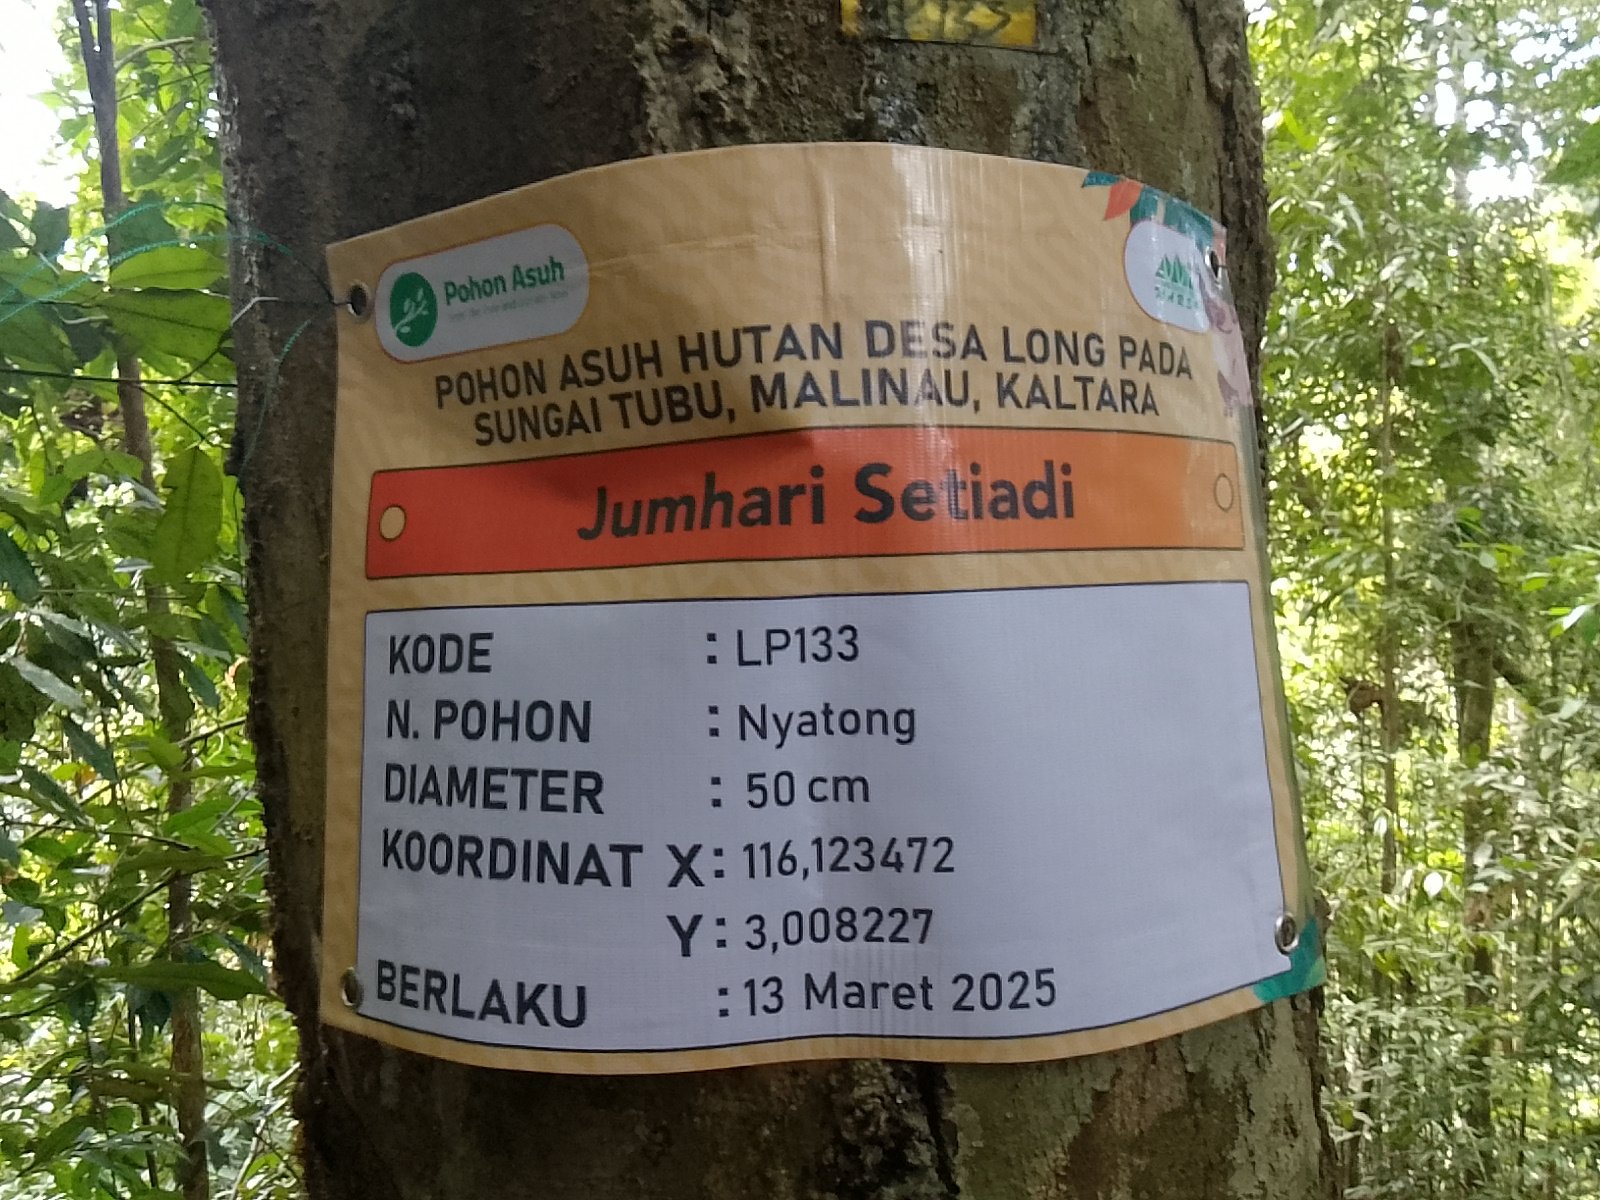 Pohon Asuh
POHON ASUH HUTAN DESA LONG PADA
SUNGAI TUBU, MALINAU, KALTARA
Jumhari Setiadi
KODE : LP133
N. POHON : Nyatong
DIAMETER : 50 cm
KOORDINAT X : 116,123472
Y : 3,008227
BERLAKU : 13 Maret 2025